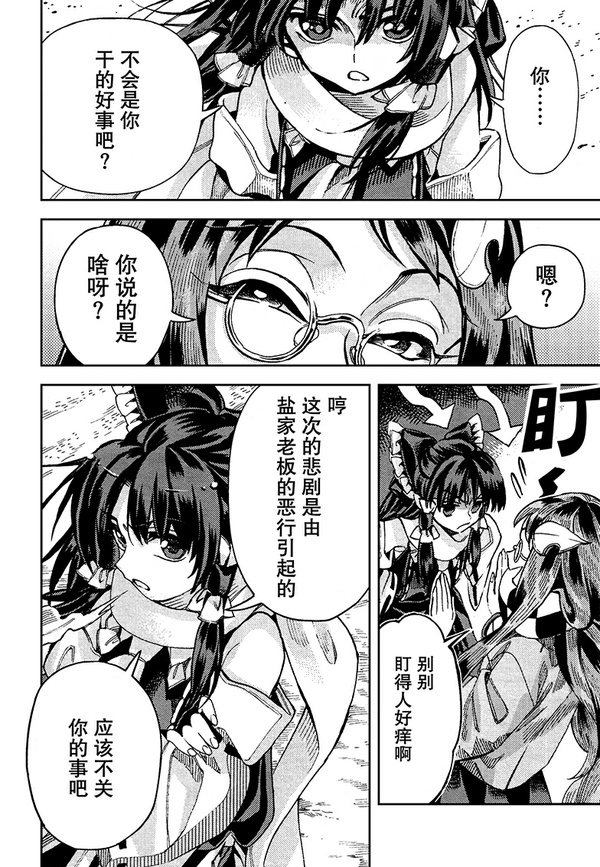 你……
不会是你
干的好事吧？
嗯？
你说的是
啥呀？
盯
别别
盯得人好痒啊
哼
这次的悲剧是由
盐家老板的恶行引起的
应该不关
你的事吧